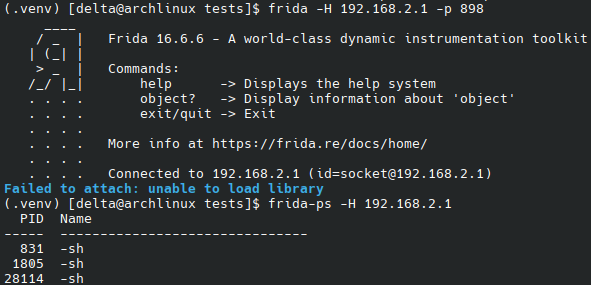 (.venv) [delta@archlinux tests]$ frida -H 192.168.2.1 -p 898
     ____
    / _  |   Frida 16.6.6 - A world-class dynamic instrumentation toolkit
   | (_| |
    > _  |   Commands:
   /_/ |_|       help      -> Displays the help system
   . . . .       object?   -> Display information about 'object'
   . . . .       exit/quit -> Exit
   . . . .
   . . . .   More info at https://frida.re/docs/home/
   . . . .
   . . . .   Connected to 192.168.2.1 (id=socket@192.168.2.1)
Failed to attach: unable to load library
(.venv) [delta@archlinux tests]$ frida-ps -H 192.168.2.1
  PID  Name
-----  -------------------------------
  831  -sh
 1805  -sh
28114  -sh